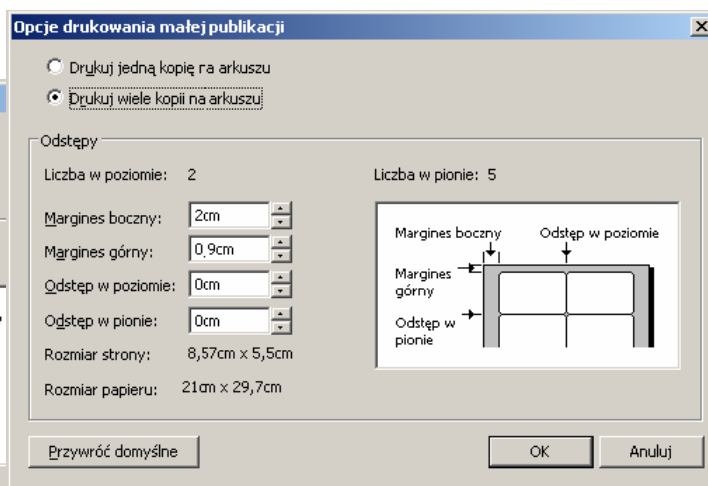 Opcje drukowania małej publikacji
Drukuj jedną kopię na arkuszu
Drukuj wiele kopii na arkuszu
Odstępy
Liczba w poziomie: 2
Liczba w pionie: 5
Margines boczny: 2cm
Margines górny: 0,9cm
Odstęp w poziomie: 0cm
Odstęp w pionie: 0cm
Rozmiar strony: 8,57cm x 5,5cm
Rozmiar papieru: 21cm x 29,7cm
Margines boczny
Odstęp w poziomie
Margines
górny
Odstęp w
pionie
Przywróć domyślne
OK
Anuluj